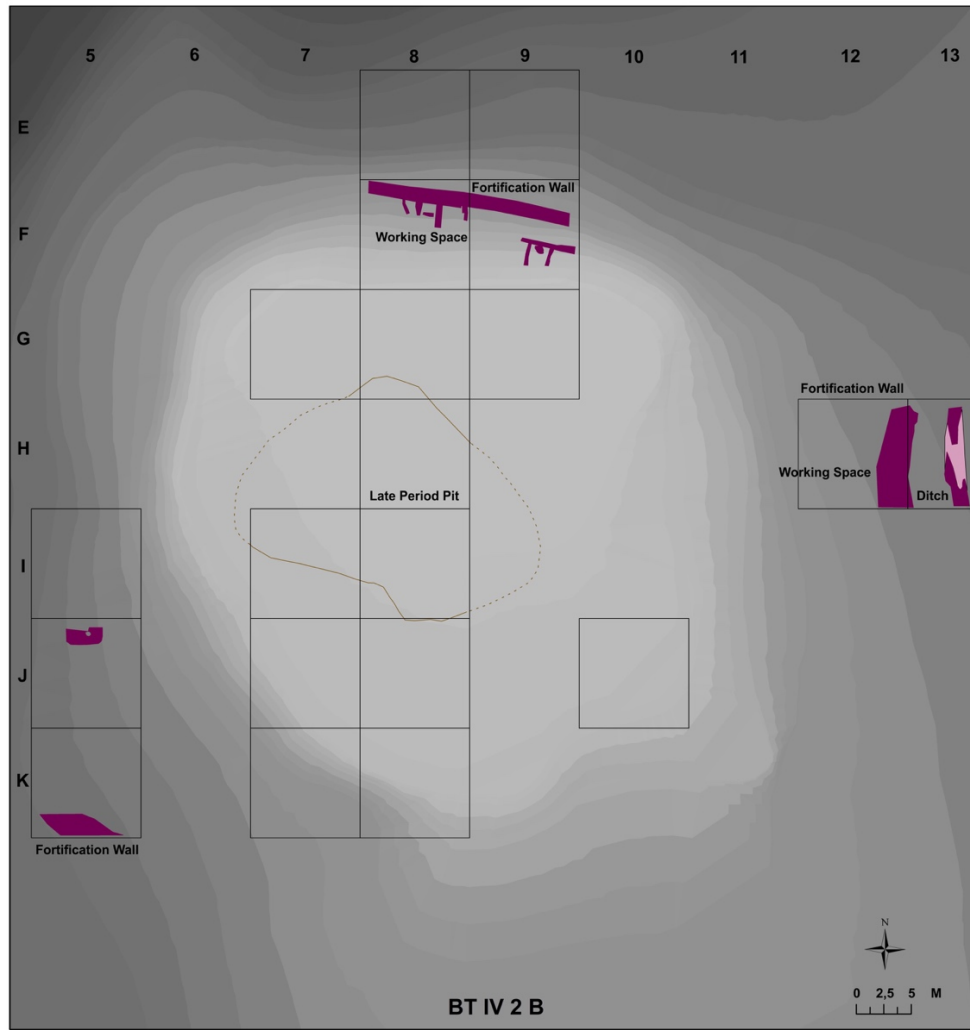 5 6 7 8 9 10 11 12 13
E
Fortification Wall
F
Working Space
G
Fortification Wall
H
Working Space
Late Period Pit
Ditch
I
J
K
Fortification Wall
N
0 2,5 5 M
BT IV 2 B